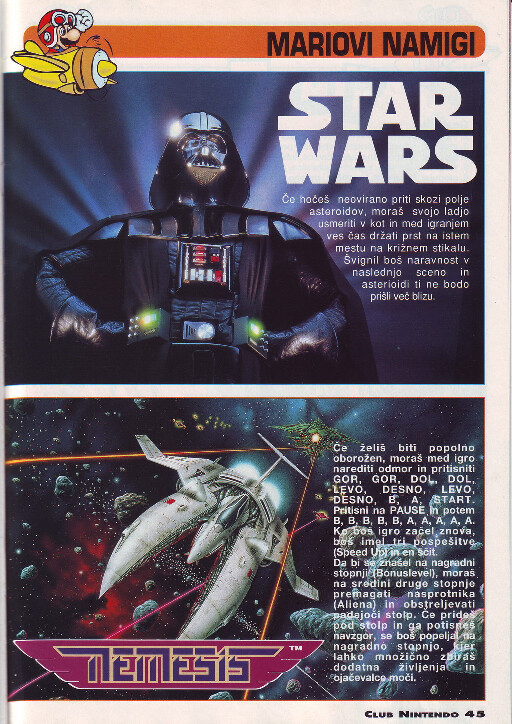 MARIOVI NAMIGI
STAR
WARS
Če hočeš neovirano priti skozi polje
asteroidov, moraš svojo ladjo
usmeriti v kot in med igranjem
ves čas držati prst na istem
mestu na križnem stikalu.
Švignil boš naravnost v
naslednjo sceno in
asteroidi ti ne bodo
prišli več blizu.
Če želiš biti popolno
oborožen, moraš med igro
narediti odmor in pritisniti
GOR, GOR, DOL, DOL,
LEVO, DESNO, LEVO,
DESNO, B, A, START.
Pritisni na PAUSE in potem
B, B, B, B, B, A, A, A, A, A.
Ko boš igro začel znova,
boš imel tri pospešitve
(Speed Up) in en ščit.
Da bi se znašel na nagradni
stopnji (Bonuslevel), moraš
na sredini druge stopnje
premagati nasprotnika
(Aliena) in obstreljevati
padajoči stolp. Če prideš
pod stolp in ga potisneš
navzgor, se boš popeljal na
nagradno stopnjo, kjer
lahko množično zbiraš
dodatna življenja in
ojačevalce moči.
NEMESIS TM
CLUB NINTENDO 45